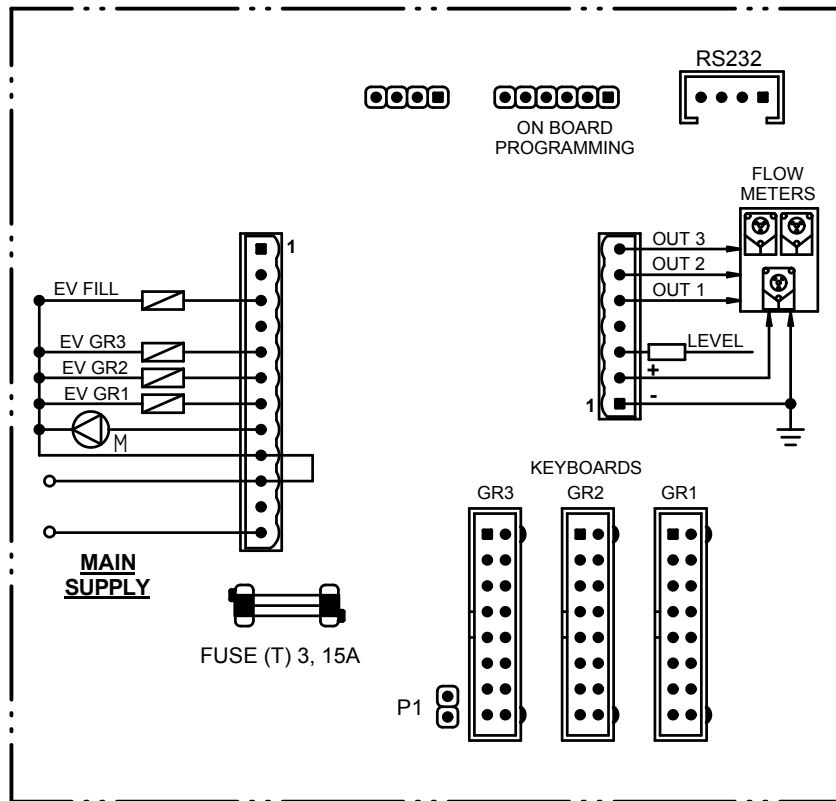 RS232
ON BOARD
PROGRAMMING
FLOW
METERS
1
OUT 3
OUT 2
OUT 1
EV FILL
EV GR3
EV GR2
EV GR1
M
LEVEL
+
-
1
KEYBOARDS
GR3 GR2 GR1
MAIN
SUPPLY
FUSE (T) 3, 15A
P1